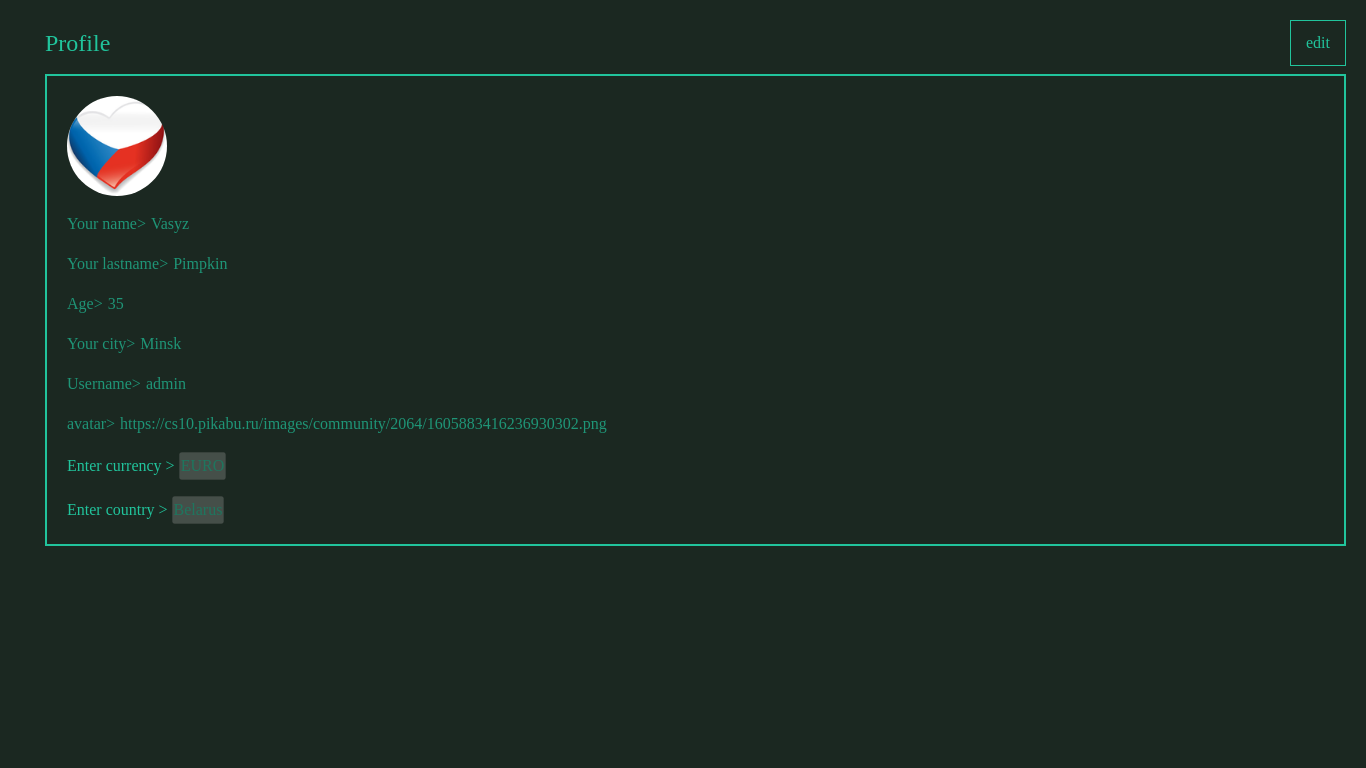 Profile
edit
Your name> Vasyz
Your lastname> Pimpkin
Age> 35
Your city> Minsk
Username> admin
avatar> https://cs10.pikabu.ru/images/community/2064/1605883416236930302.png
Enter currency > EURO
Enter country > Belarus